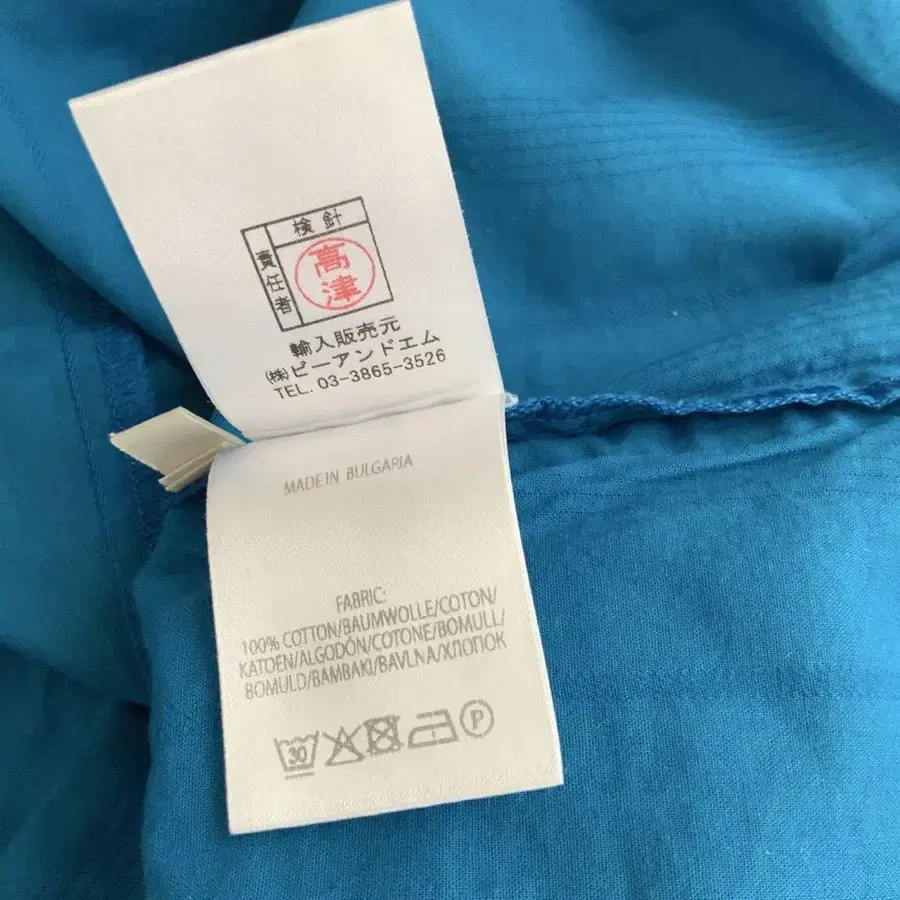 検針
責任者
高津
輸入販売元
㈱ピーアンドエム
TEL. 03-3865-3526
MADE IN BULGARIA
FABRIC:
100% COTTON/BAUMWOLLE/COTON/
KATOEN/ALGODÓN/COTONE/BOMULL/
BOMULD/BAMBAKI/BAVLNA/ХЛОПОК
30
P